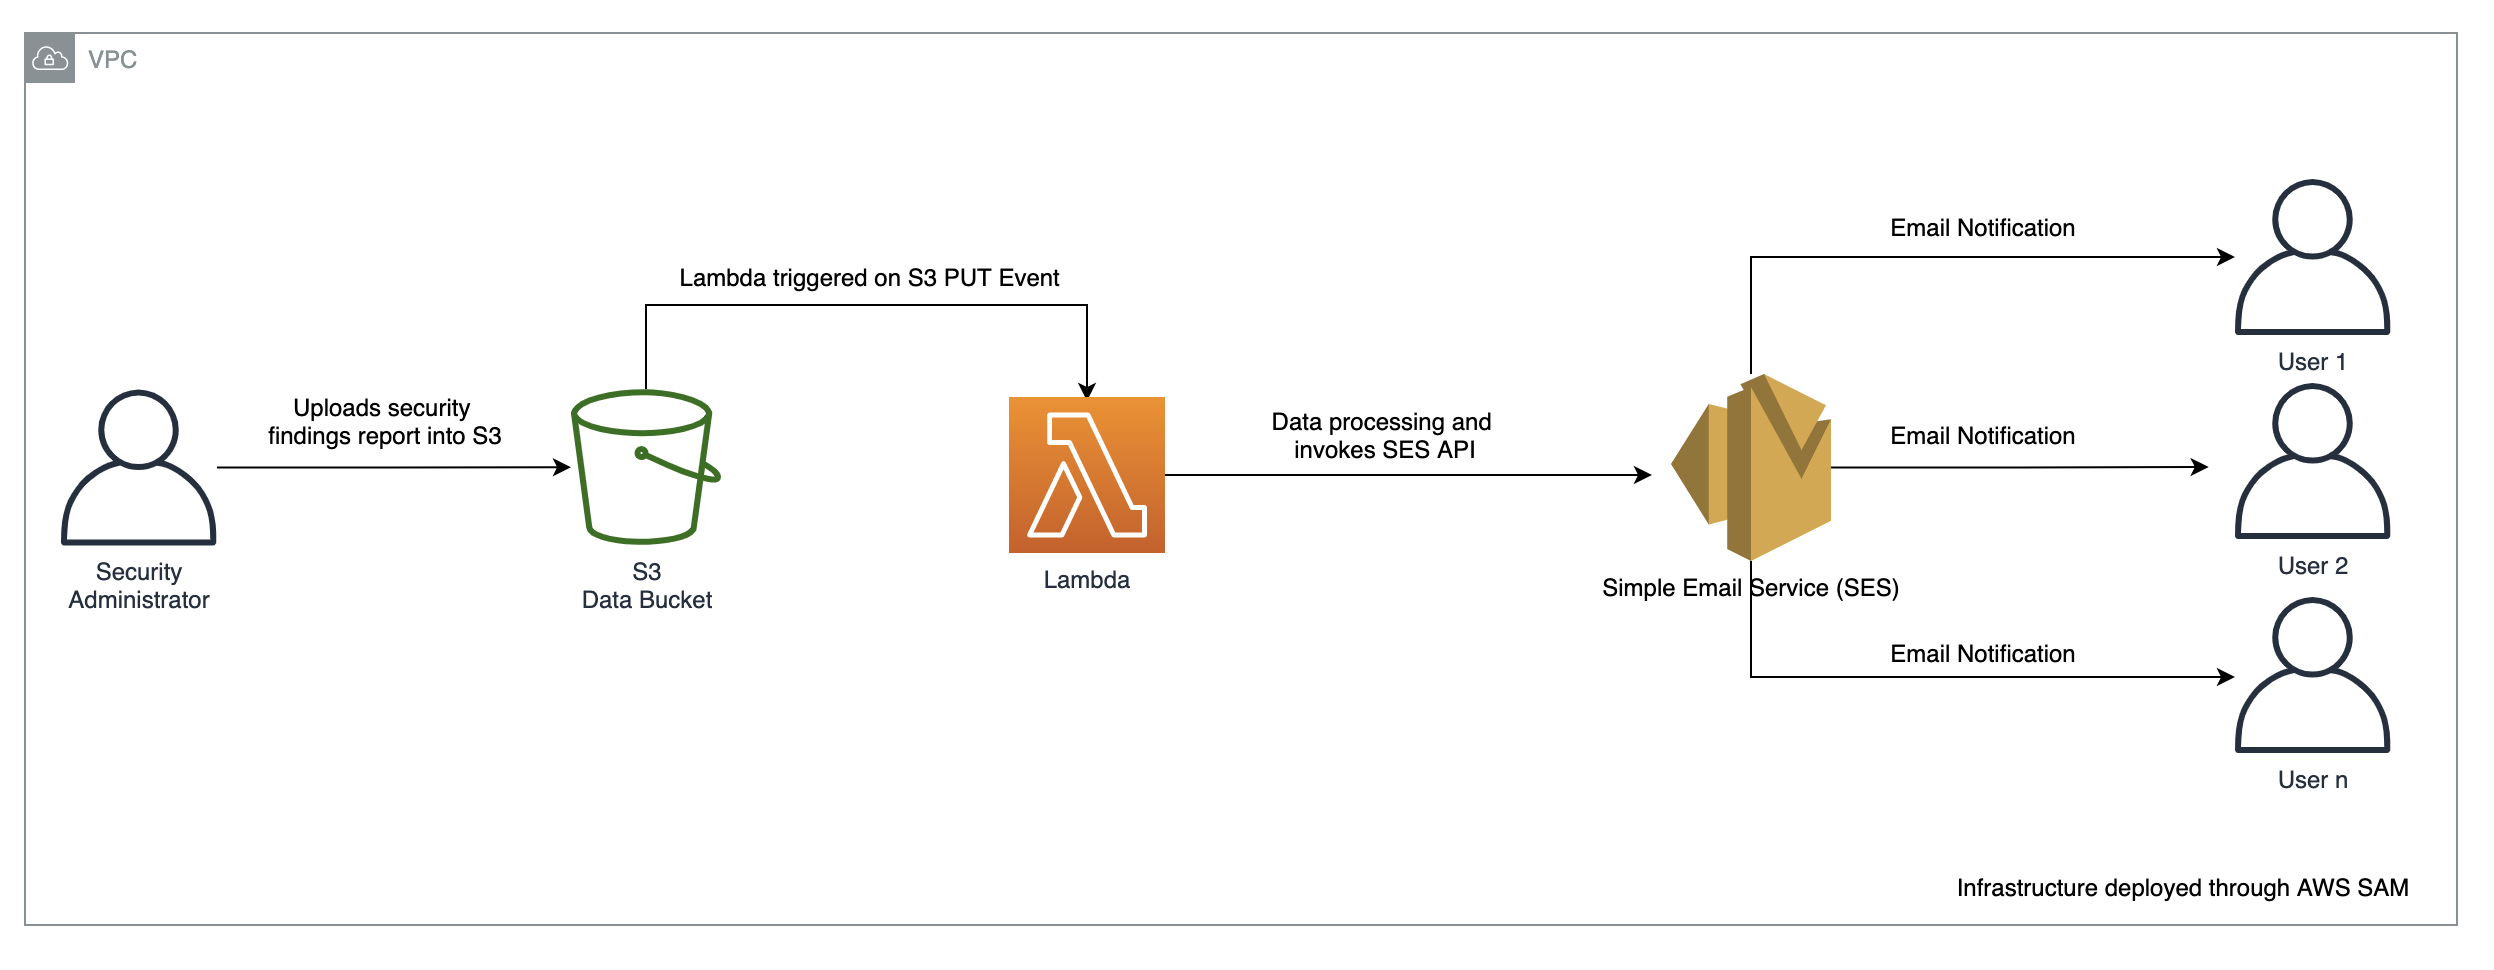 VPC
Uploads security
findings report into S3
Security
Administrator
Lambda triggered on S3 PUT Event
S3
Data Bucket
Lambda
Data processing and
invokes SES API
Simple Email Service (SES)
Email Notification
User 1
Email Notification
User 2
Email Notification
User n
Infrastructure deployed through AWS SAM